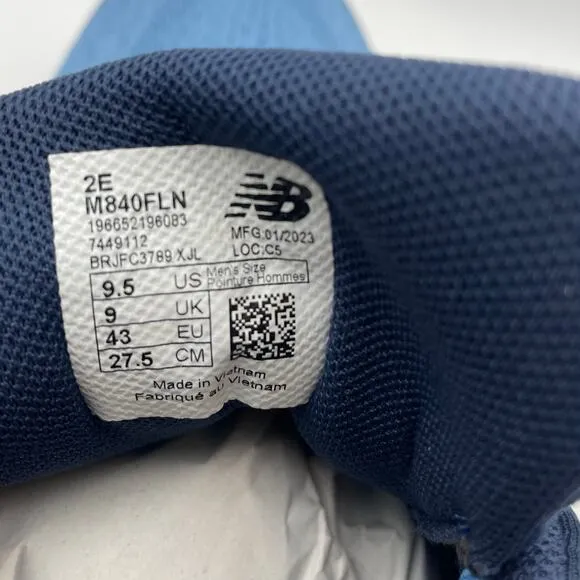 2E
M840FLN
196652196083
7449112
BRJFC3789 XJL
NB
MFG:01/2023
LOC:C5
9.5 US Men's Size
Pointure Hommes
9 UK
43 EU
27.5 CM
Made in Vietnam
Fabriqué au Vietnam